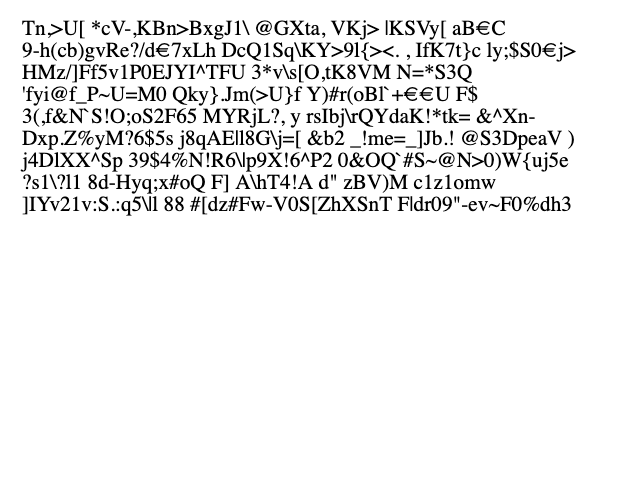 Tn,>U[ *cV-,KBn>BxgJ1\ @GXta, VKj> |KSVy[ aB€C
9-h(cb)gvRe?/d€7xLh DcQ1Sq\KY>9l{><. , IfK7t}c ly;$S0€j>
HMz/]Ff5v1P0EJYI^TFU 3*v\s[O,tK8VM N=*S3Q
'fyi@f_P~U=M0 Qky}.Jm(>U}f Y)#r(oBl`+€€U F$
3(,f&N`S!O;oS2F65 MYRjL?, y rsIbj\rQYdaK!*tk= &^Xn-
Dxp.Z%yM?6$5s j8qAE||8G\j=[ &b2 _!me=_]Jb.! @S3DpeaV )
j4DlXX^Sp 39$4%N!R6\|p9X!6^P2 0&OQ`#S~@N>0)W{uj5e
?s1\?l1 8d-Hyq;x#oQ F] A\hT4!A d" zBV)M c1z1omw
]IYv21v:S.:q5\|l 88 #[dz#Fw-V0S[ZhXSnT F|dr09"-ev~F0%dh3